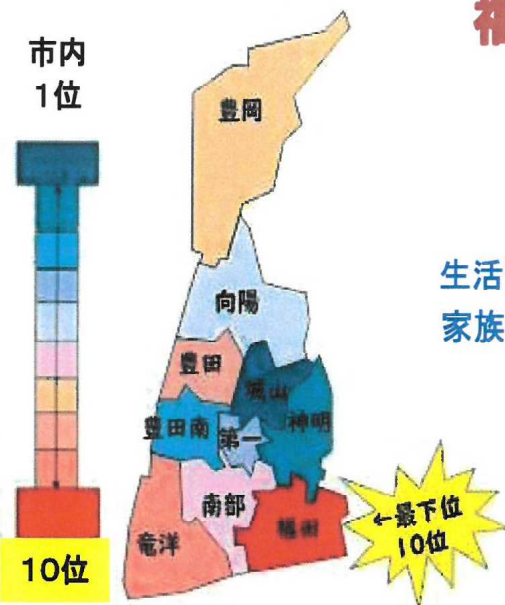 市内
1位
豊岡
向陽
豊田
城山
神明
豊田南
第一
南部
福田
竜洋
←最下位
10位
10位
生活
家族